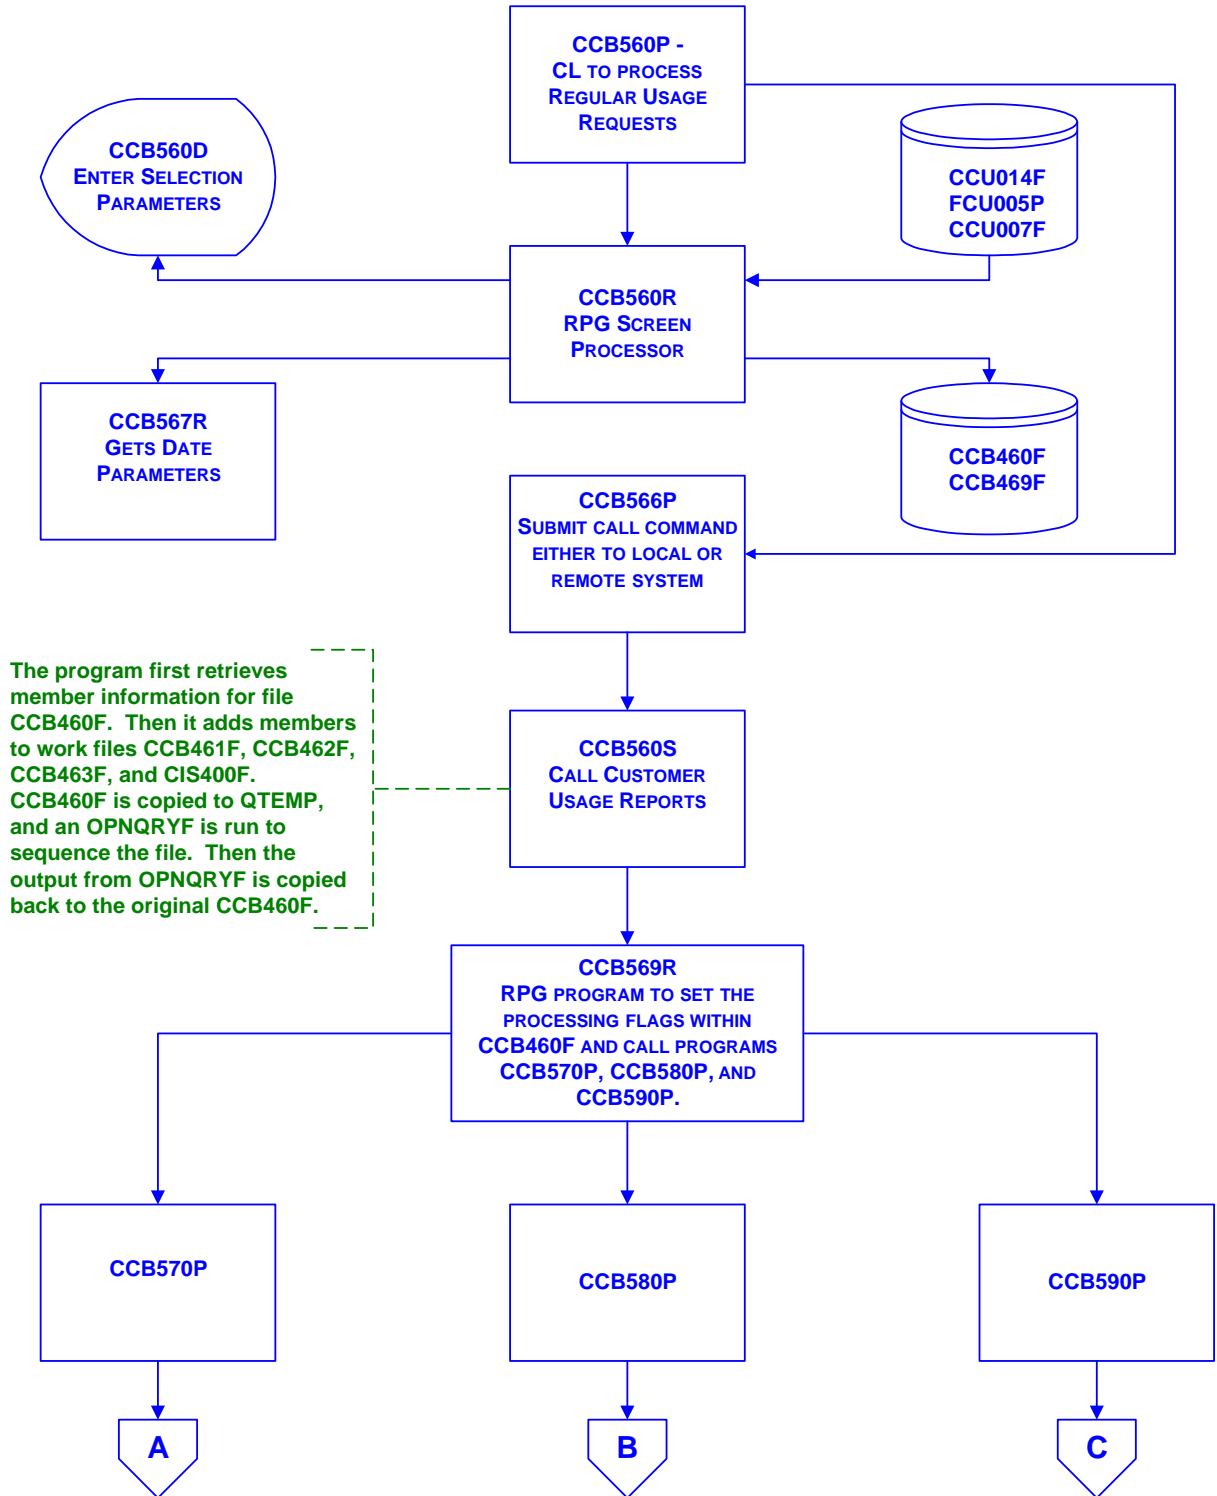 CCB560P -
CL TO PROCESS
REGULAR USAGE
REQUESTS
CCB560D
ENTER SELECTION
PARAMETERS
CCU014F
FCU005P
CCU007F
CCB560R
RPG SCREEN
PROCESSOR
CCB567R
GETS DATE
PARAMETERS
CCB460F
CCB469F
CCB566P
SUBMIT CALL COMMAND
EITHER TO LOCAL OR
REMOTE SYSTEM
The program first retrieves
member information for file
CCB460F.  Then it adds members
to work files CCB461F, CCB462F,
CCB463F, and CIS400F.
CCB460F is copied to QTEMP,
and an OPNQRYF is run to
sequence the file.  Then the
output from OPNQRYF is copied
back to the original CCB460F.
CCB560S
CALL CUSTOMER
USAGE REPORTS
CCB569R
RPG PROGRAM TO SET THE
PROCESSING FLAGS WITHIN
CCB460F AND CALL PROGRAMS
CCB570P, CCB580P, AND
CCB590P.
CCB570P
CCB580P
CCB590P
A
B
C